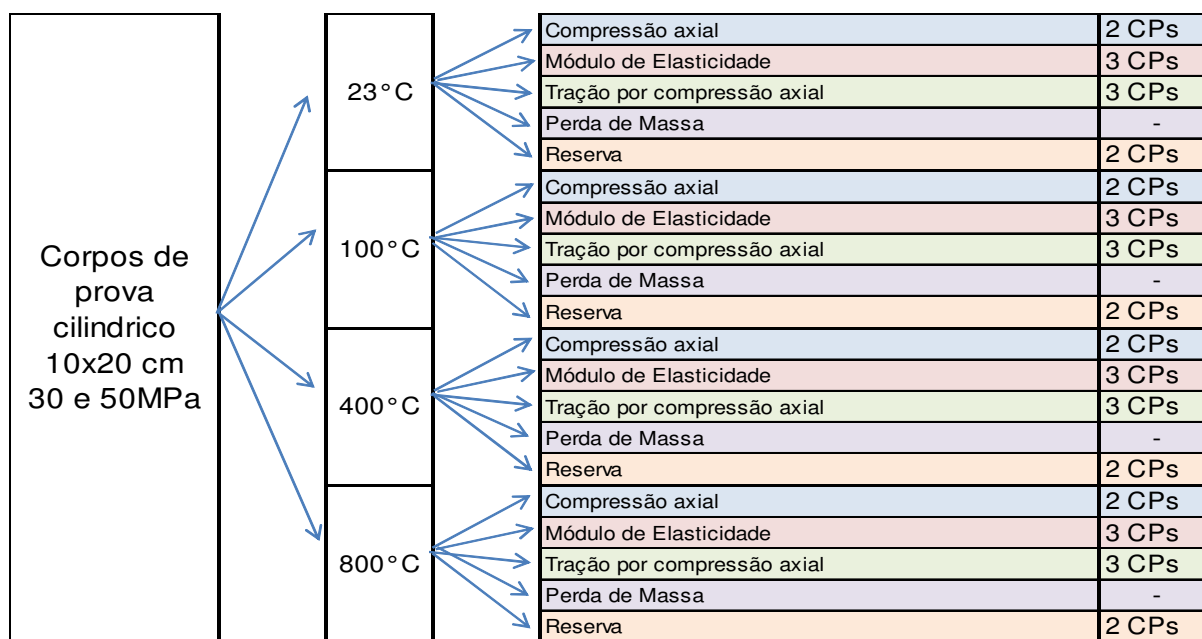 Corpos de
prova
cilindrico
10x20 cm
30 e 50MPa
23°C
Compressão axial 2 CPs
Módulo de Elasticidade 3 CPs
Tração por compressão axial 3 CPs
Perda de Massa -
Reserva 2 CPs
100°C
Compressão axial 2 CPs
Módulo de Elasticidade 3 CPs
Tração por compressão axial 3 CPs
Perda de Massa -
Reserva 2 CPs
400°C
Compressão axial 2 CPs
Módulo de Elasticidade 3 CPs
Tração por compressão axial 3 CPs
Perda de Massa -
Reserva 2 CPs
800°C
Compressão axial 2 CPs
Módulo de Elasticidade 3 CPs
Tração por compressão axial 3 CPs
Perda de Massa -
Reserva 2 CPs